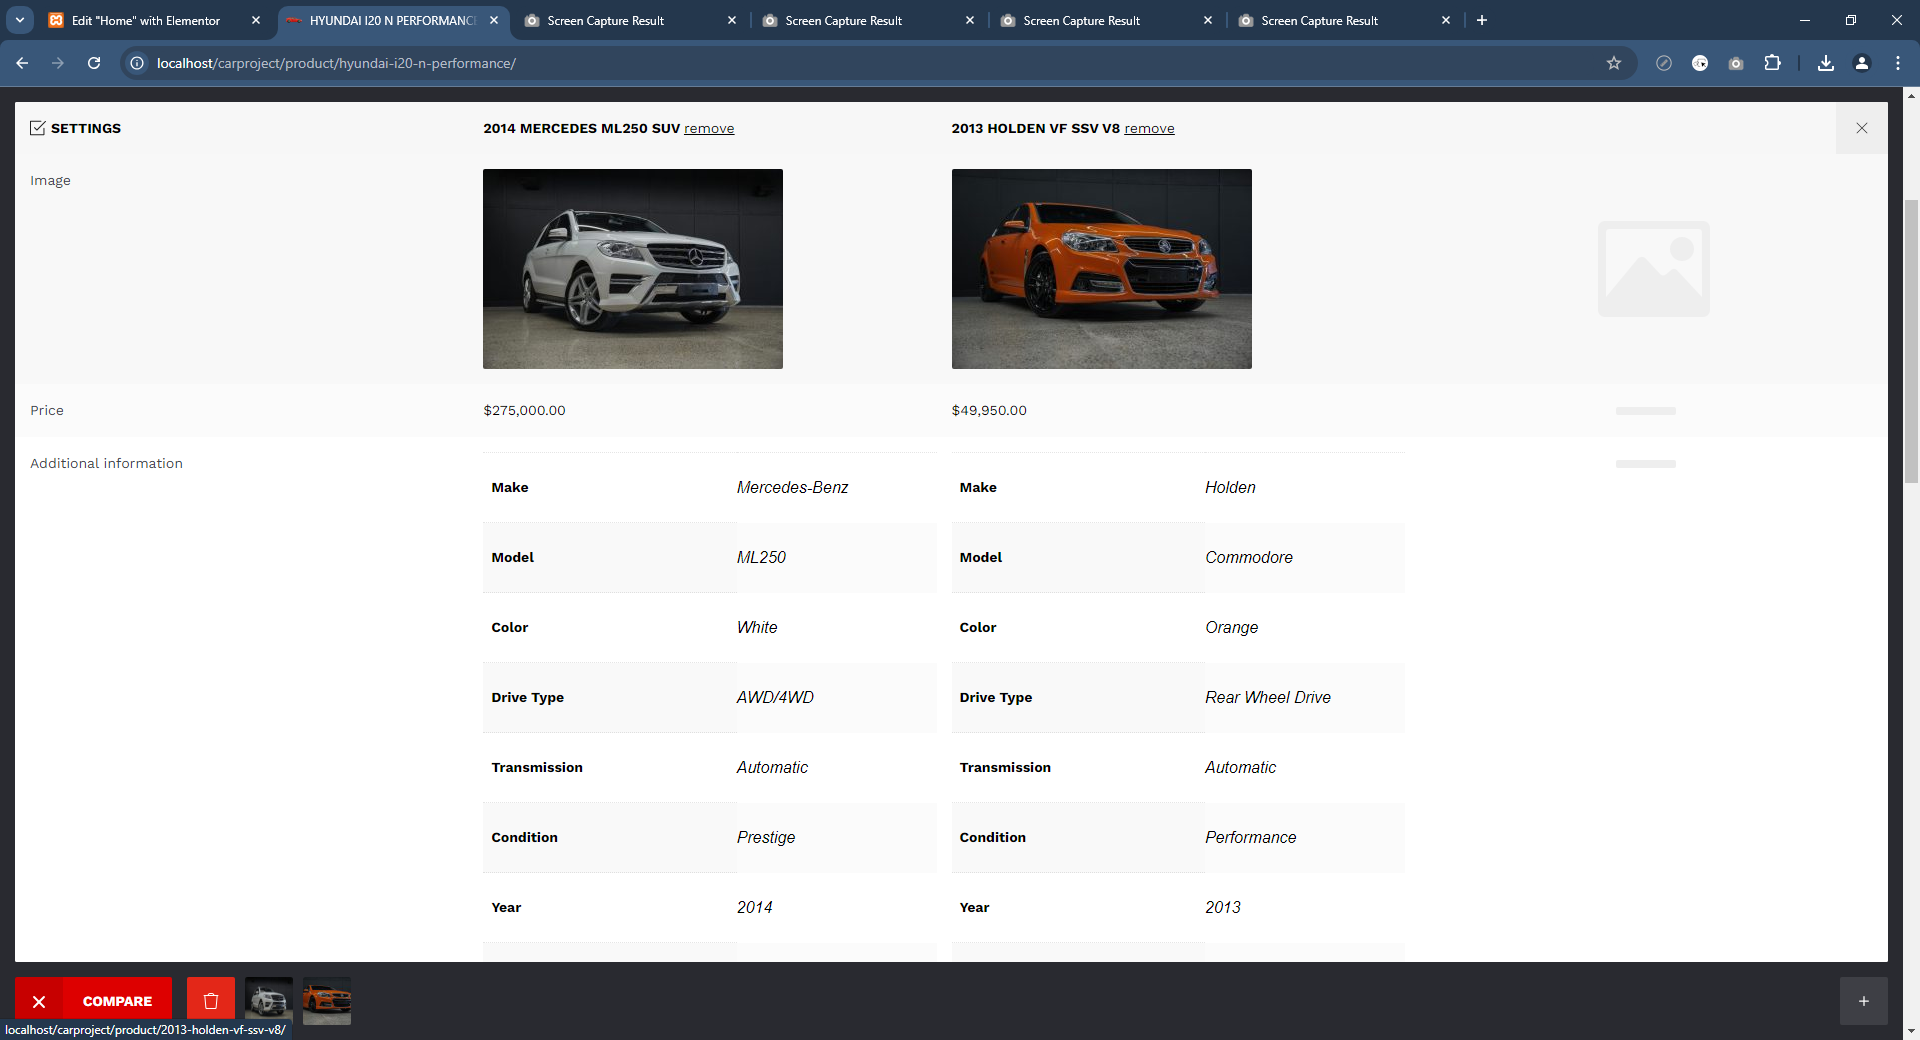 Edit "Home" with Elementor
HYUNDAI I20 N PERFORMANCE
Screen Capture Result
Screen Capture Result
Screen Capture Result
Screen Capture Result
localhost/carproject/product/hyundai-i20-n-performance/
SETTINGS
2014 MERCEDES ML250 SUV remove
2013 HOLDEN VF SSV V8 remove
Image
Price
$275,000.00
$49,950.00
Additional information
Make
Mercedes-Benz
Make
Holden
Model
ML250
Model
Commodore
Color
White
Color
Orange
Drive Type
AWD/4WD
Drive Type
Rear Wheel Drive
Transmission
Automatic
Transmission
Automatic
Condition
Prestige
Condition
Performance
Year
2014
Year
2013
COMPARE
localhost/carproject/product/2013-holden-vf-ssv-v8/